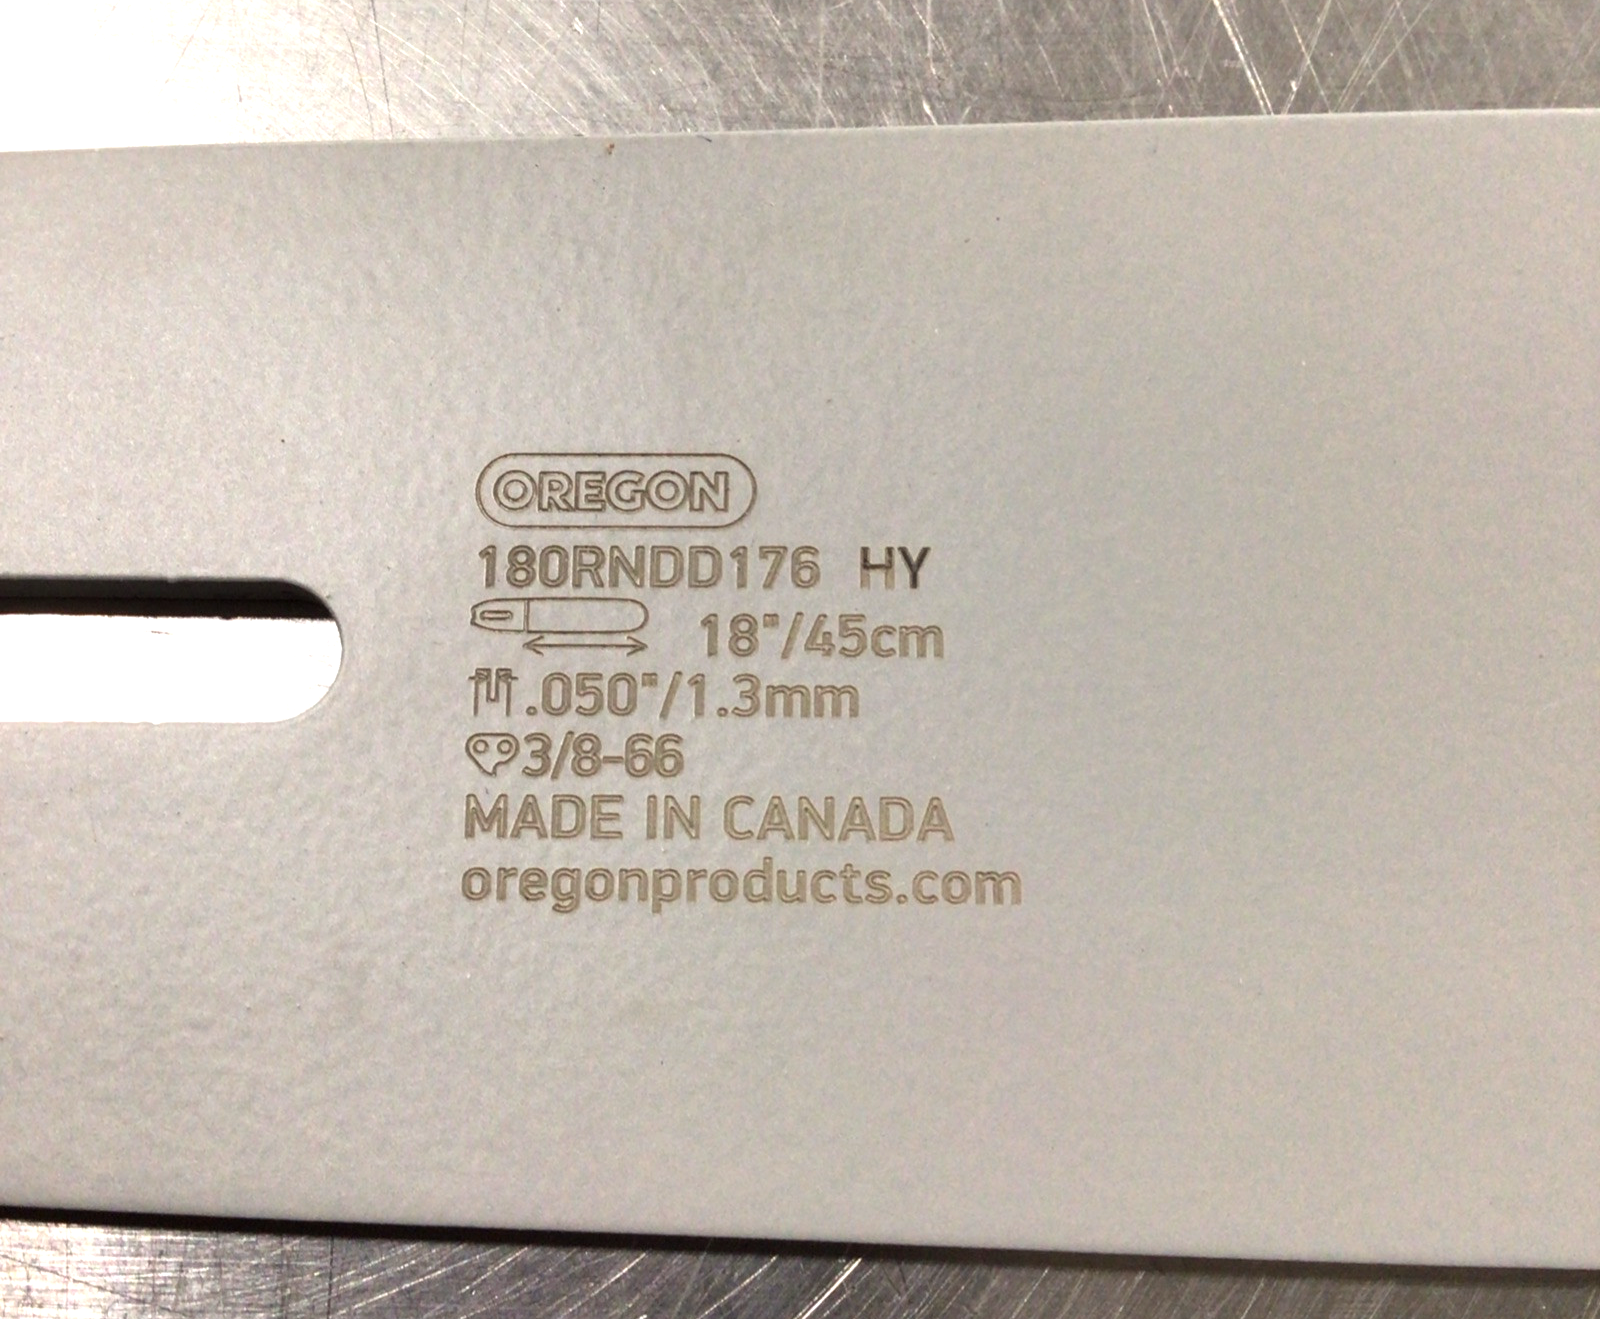 OREGON
180RNDD176 HY
18"/45cm
.050"/1.3mm
3/8-66
MADE IN CANADA
oregonproducts.com